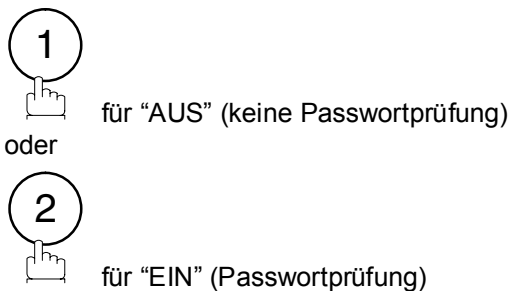 1
für “AUS” (keine Passwortprüfung)
oder
2
für “EIN” (Passwortprüfung)